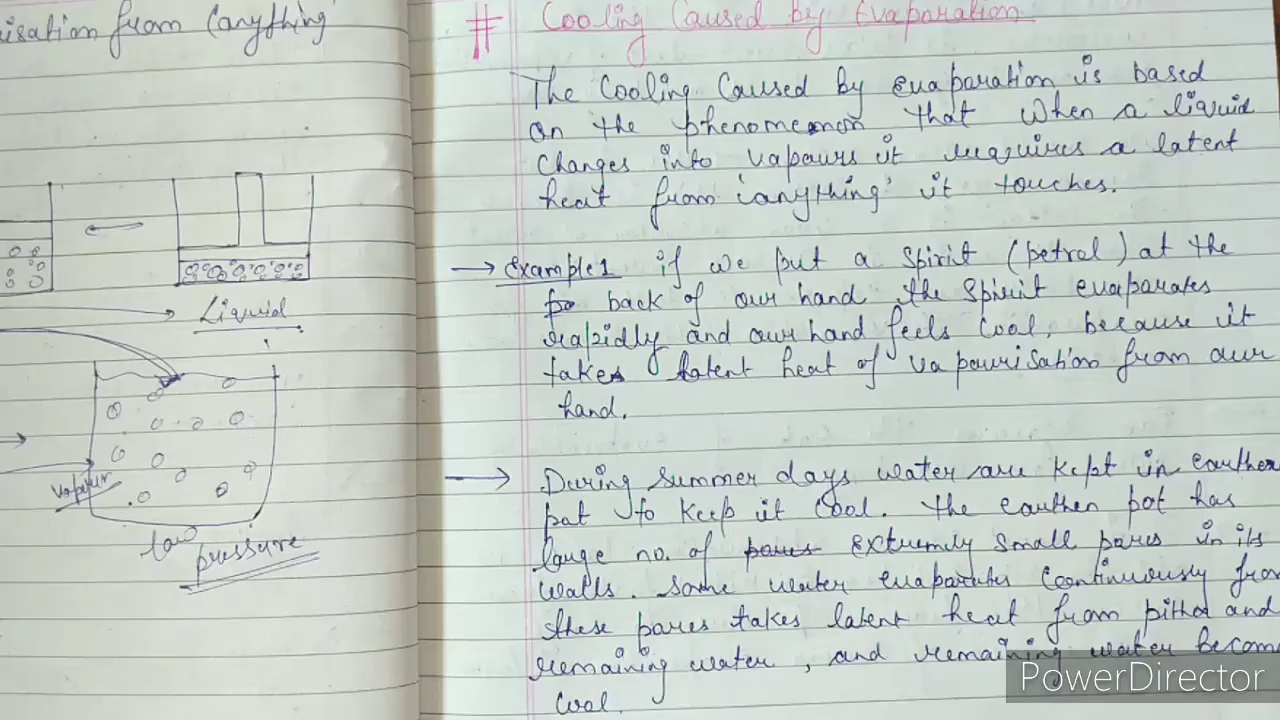 isation from (anything
Liquid
vapour
low
pressure
# Cooling Caused by Evaporation
The Cooling Caused by evaporation is based
on the phenomenon that when a liquid
changes into vapours it requires a latent
heat from 'anything' it touches.
→ Example1 if we put a spirit (petrol) at the
back of our hand the spirit evaporates
rapidly and our hand feels cool, because it
takes latent heat of vapourisation from our
hand.
→ During summer days water are kept in earthen
pot to keep it cool. the earthen pot has
large no. of pores extremly small pores in its
walls. some water evaporates continuously from
these pores takes latent heat from and
remaining water, and remaining water become
cool.
PowerDirector